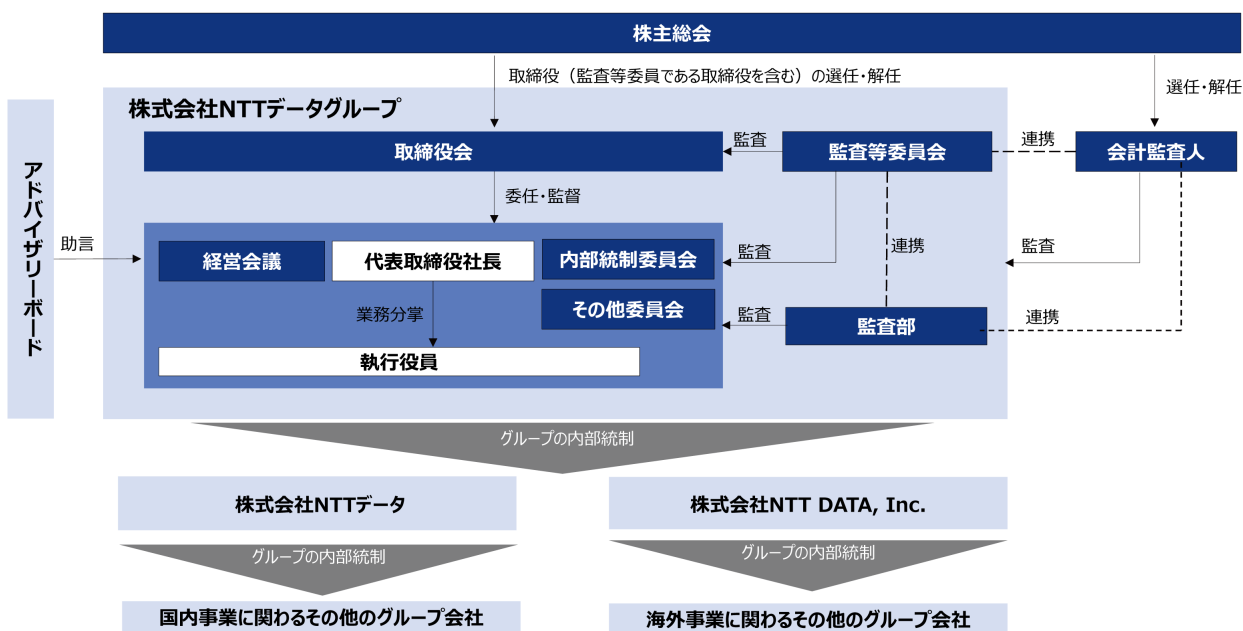 株主総会
取締役（監査等委員である取締役を含む）の選任・解任
選任・解任
株式会社NTTデータグループ
取締役会
監査
監査等委員会
連携
会計監査人
アドバイザリーボード
委任・監督
助言
経営会議
代表取締役社長
内部統制委員会
監査
連携
監査
その他委員会
業務分掌
監査
監査部
連携
執行役員
グループの内部統制
株式会社NTTデータ
株式会社NTT DATA, Inc.
グループの内部統制
グループの内部統制
国内事業に関わるその他のグループ会社
海外事業に関わるその他のグループ会社